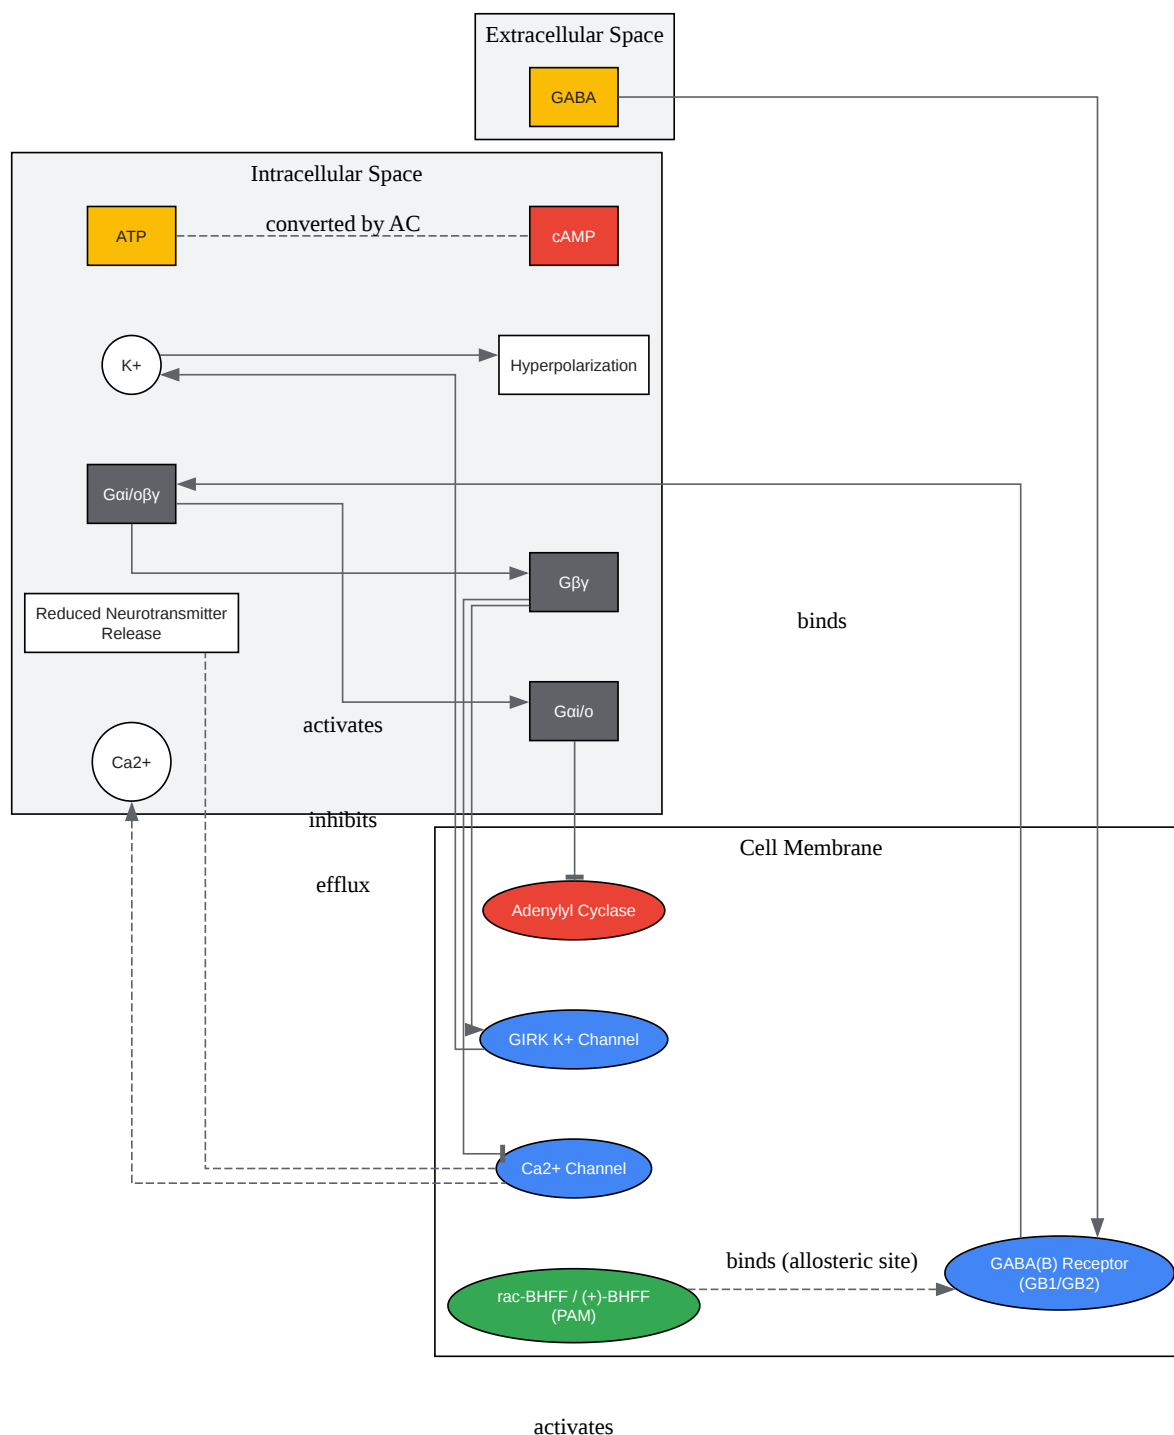 Extracellular Space
GABA
Intracellular Space
ATP
converted by AC
cAMP
K+
Hyperpolarization
Gαi/oβγ
Gβγ
Reduced Neurotransmitter
Release
binds
Gαi/o
activates
Ca2+
inhibits
Cell Membrane
efflux
Adenylyl Cyclase
GIRK K+ Channel
Ca2+ Channel
binds (allosteric site)
GABA(B) Receptor
(GB1/GB2)
rac-BHFF / (+)-BHFF
(PAM)
activates